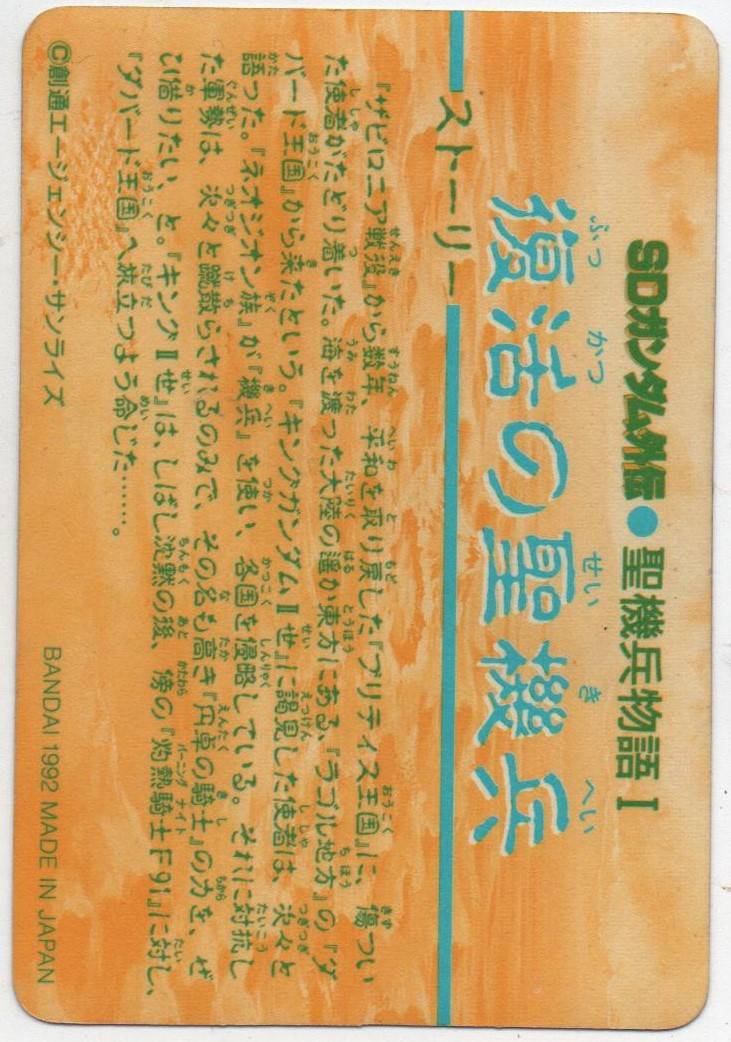 SDガンダム外伝●聖機兵物語Ⅰ
復活の聖機兵
ふっかつ せいきへい
ストーリー
『ザビロニア戦役』から数年、平和を取り戻した『ブリティス王国』に、傷つい
た使者がたどり着いた。海を渡った大陸の遥か東方にある、『ラゴル地方』の『ダ
バード王国』から来たという。『キングガンダムⅡ世』に謁見した使者は、淡々と
語った。『ネオジオン族』が『機兵』を使い、各国を侵略している。それに対抗し
た軍勢は、次々と蹴散らされるのみで、その名も高き『円卓の騎士』の力を、ぜ
ひ借りたい、と。『キングⅡ世』は、しばし沈黙の後、傍の『灼熱騎士F91』に対し、
『ダバード王国』へ旅立つよう命じた……。
©創通エージェンシー・サンライズ
BANDAI 1992 MADE IN JAPAN